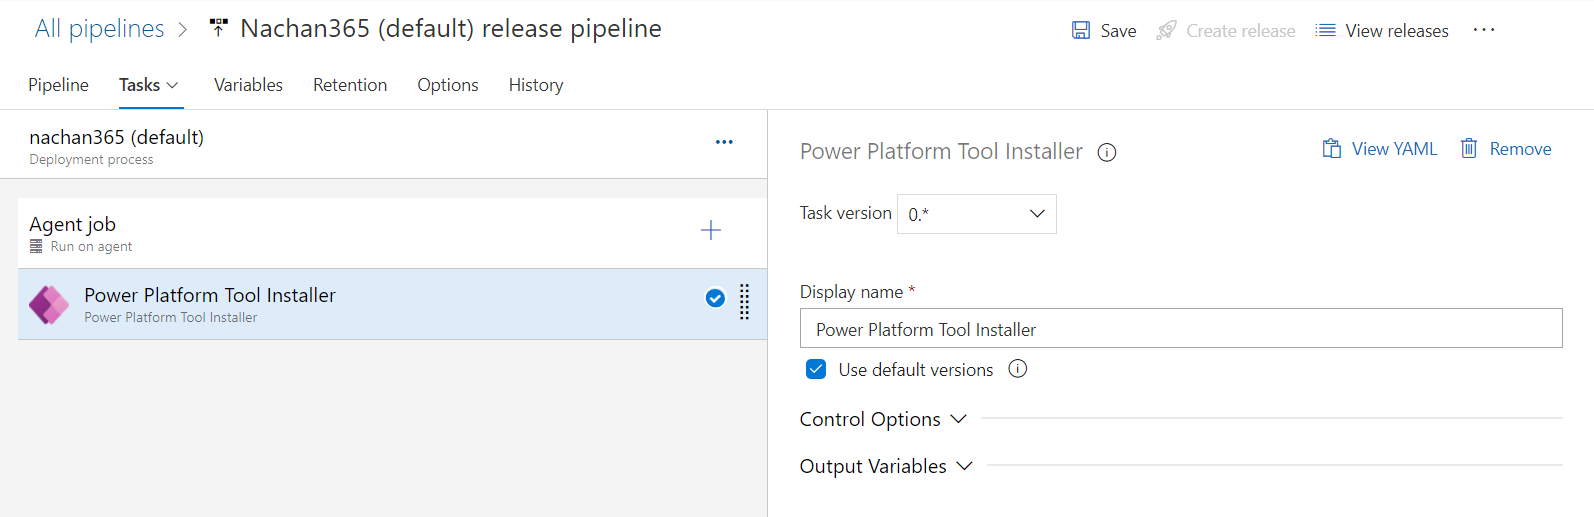 All pipelines > Nachan365 (default) release pipeline
Save Create release View releases ...
Pipeline Tasks Variables Retention Options History
nachan365 (default)
Deployment process
Agent job
Run on agent
Power Platform Tool Installer
Power Platform Tool Installer
Power Platform Tool Installer
View YAML Remove
Task version 0.*
Display name *
Power Platform Tool Installer
Use default versions
Control Options
Output Variables